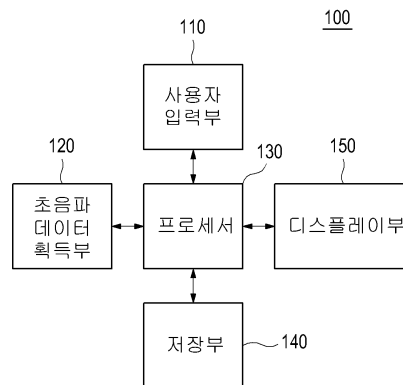 100
110
사용자
입력부
120
초음파
데이터
획득부
130
프로세서
150
디스플레이부
저장부
140